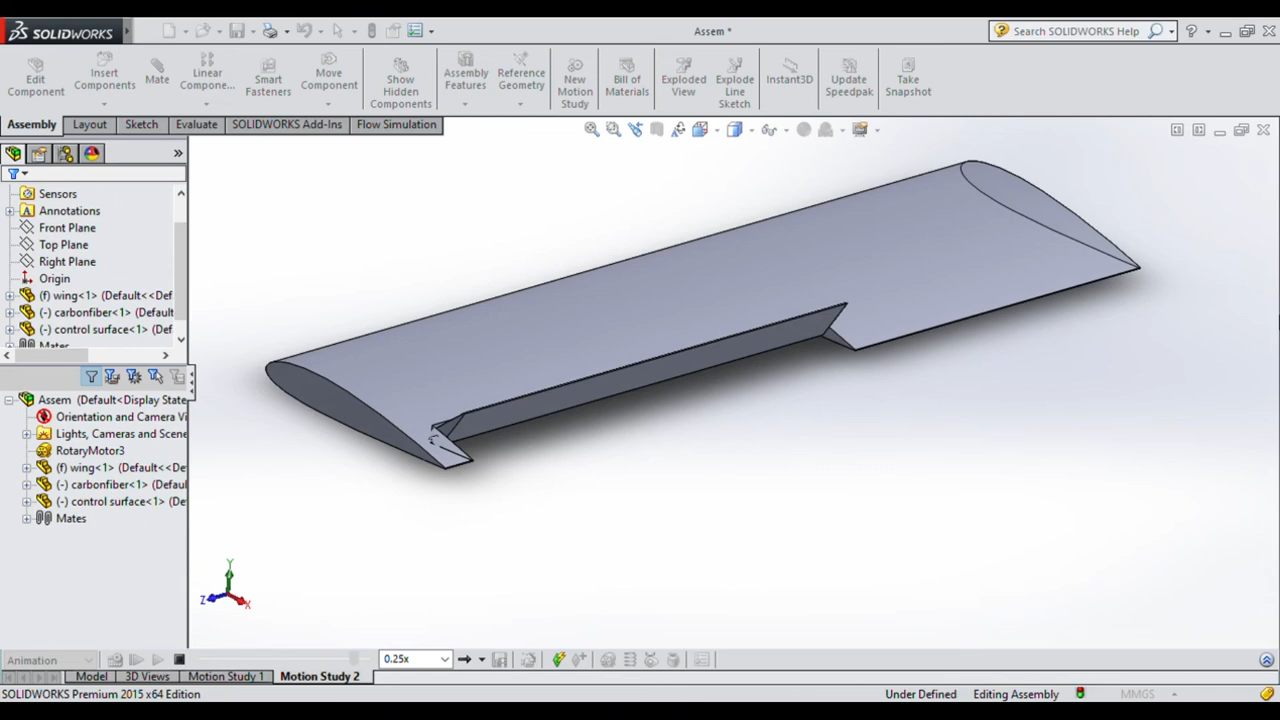 SOLIDWORKS
Assem *
Search SOLIDWORKS Help
Edit Component
Insert Components
Mate
Linear Compone...
Smart Fasteners
Move Component
Show Hidden Components
Assembly Features
Reference Geometry
New Motion Study
Bill of Materials
Exploded View
Explode Line Sketch
Instant3D
Update Speedpak
Take Snapshot
Assembly
Layout
Sketch
Evaluate
SOLIDWORKS Add-Ins
Flow Simulation
Sensors
Annotations
Front Plane
Top Plane
Right Plane
Origin
(f) wing<1> (Default<<Def
(-) carbonfiber<1> (Defaul
(-) control surface<1> (De
Mates
Assem (Default<Display State
Orientation and Camera Vi
Lights, Cameras and Scene
RotaryMotor3
(f) wing<1> (Default<<Def
(-) carbonfiber<1> (Defaul
(-) control surface<1> (De
Mates
Y
Z
X
Animation
0.25x
Model
3D Views
Motion Study 1
Motion Study 2
SOLIDWORKS Premium 2015 x64 Edition
Under Defined
Editing Assembly
MMGS